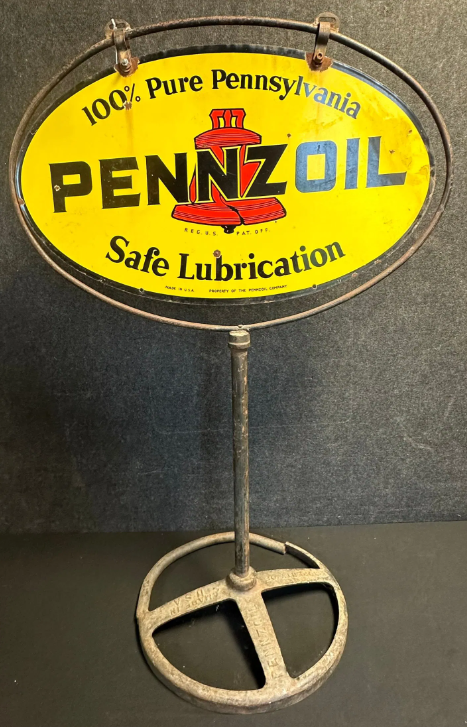 100% Pure Pennsylvania
PENNZOIL
REG. U.S. PAT. OFF.
Safe Lubrication
MADE IN U.S.A. PROPERTY OF THE PENNZOIL COMPANY